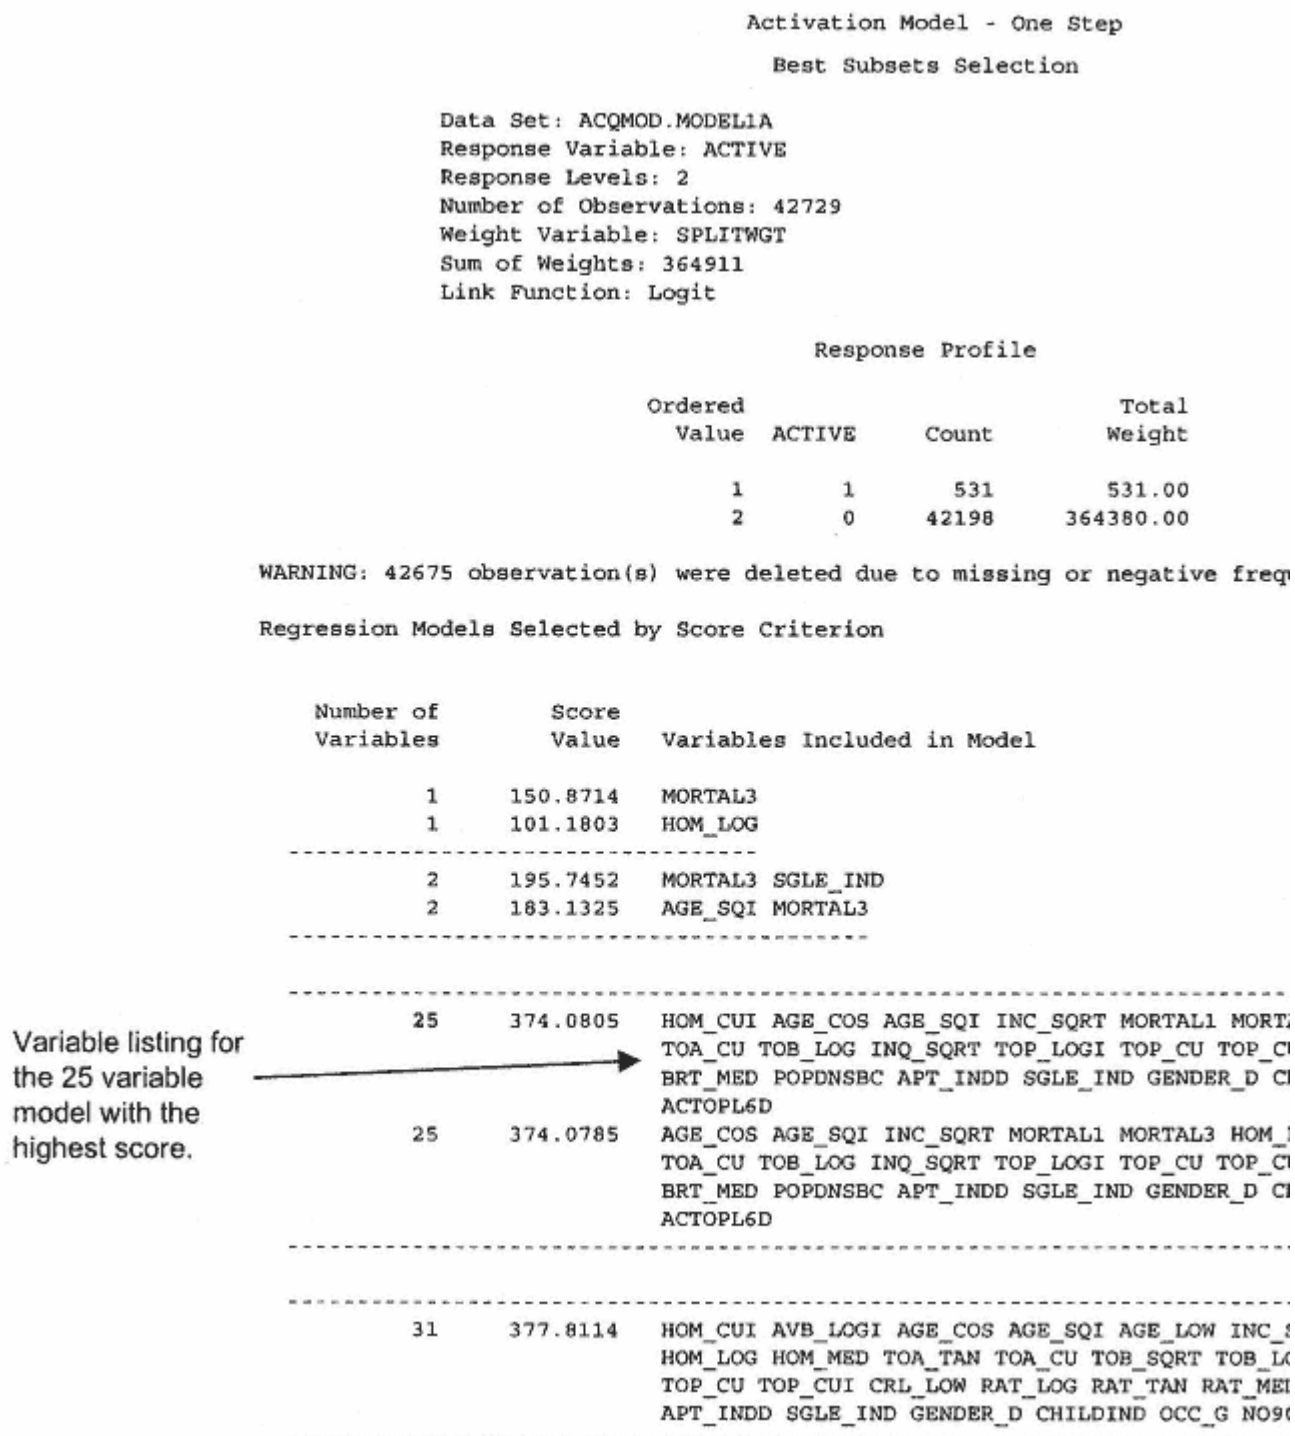 Activation Model - One Step
Best Subsets Selection
Data Set: ACQMOD.MODEL1A
Response Variable: ACTIVE
Response Levels: 2
Number of Observations: 42729
Weight Variable: SPLITWGT
Sum of Weights: 364911
Link Function: Logit
Response Profile
Ordered Total
Value ACTIVE Count Weight
1 1 531 531.00
2 0 42198 364380.00
WARNING: 42675 observation(s) were deleted due to missing or negative
Regression Models Selected by Score Criterion
Number of Score
Variables Value Variables Included in Model
1 150.8714 MORTAL3
1 101.1803 HOM_LOG
2 195.7452 MORTAL3 SGLE_IND
2 183.1325 AGE_SQI MORTAL3
25 374.0805 HOM_CUI AGE_COS AGE_SQI INC_SQRT MORTAL1
TOA_CU TOB_LOG INQ_SQRT TOP_LOGI TOP_CU
BRT_MED POPDNSBC APT_INDD SGLE_IND GENDER_D
ACTOPL6D
Variable listing for
the 25 variable
model with the
highest score.
25 374.0785 AGE_COS AGE_SQI INC_SQRT MORTAL1 MORTAL3
TOA_CU TOB_LOG INQ_SQRT TOP_LOGI TOP_CU
BRT_MED POPDNSBC APT_INDD SGLE_IND GENDER_D
ACTOPL6D
31 377.8114 HOM_CUI AVB_LOGI AGE_COS AGE_SQI AGE_LOW
HOM_LOG HOM_MED TOA_TAN TOA_CU TOB_SQRT
TOP_CU TOP_CUI CRL_LOW RAT_LOG RAT_TAN
APT_INDD SGLE_IND GENDER_D CHILDIND OCC_G